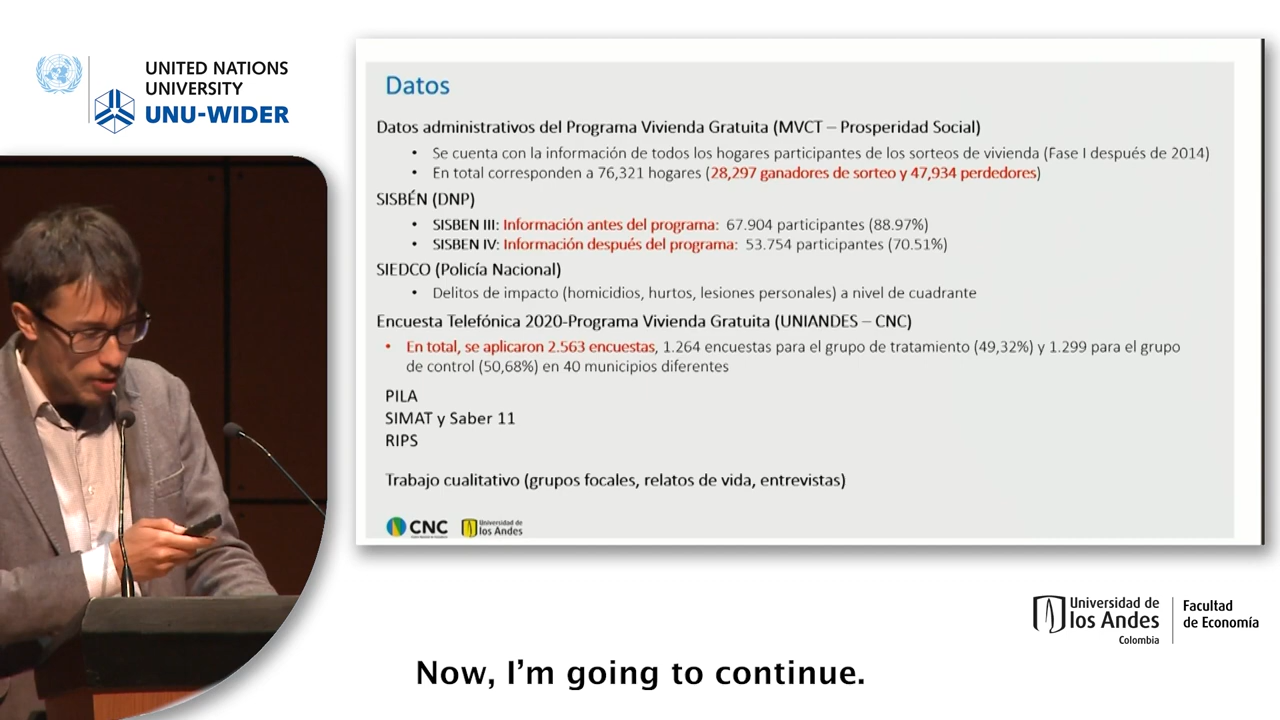 UNITED NATIONS
UNIVERSITY
UNU-WIDER
Datos
Datos administrativos del Programa Vivienda Gratuita (MVCT – Prosperidad Social)
• Se cuenta con la información de todos los hogares participantes de los sorteos de vivienda (Fase I después de 2014)
• En total corresponden a 76,321 hogares (28,297 ganadores de sorteo y 47,934 perdedores)
SISBÉN (DNP)
• SISBEN III: Información antes del programa: 67.904 participantes (88.97%)
• SISBEN IV: Información después del programa: 53.754 participantes (70.51%)
SIEDCO (Policía Nacional)
• Delitos de impacto (homicidios, hurtos, lesiones personales) a nivel de cuadrante
Encuesta Telefónica 2020-Programa Vivienda Gratuita (UNIANDES – CNC)
• En total, se aplicaron 2.563 encuestas, 1.264 encuestas para el grupo de tratamiento (49,32%) y 1.299 para el grupo
de control (50,68%) en 40 municipios diferentes
PILA
SIMAT y Saber 11
RIPS
Trabajo cualitativo (grupos focales, relatos de vida, entrevistas)
CNC
Universidad de
los Andes
Universidad de
los Andes
Colombia
Facultad
de Economía
Now, I'm going to continue.